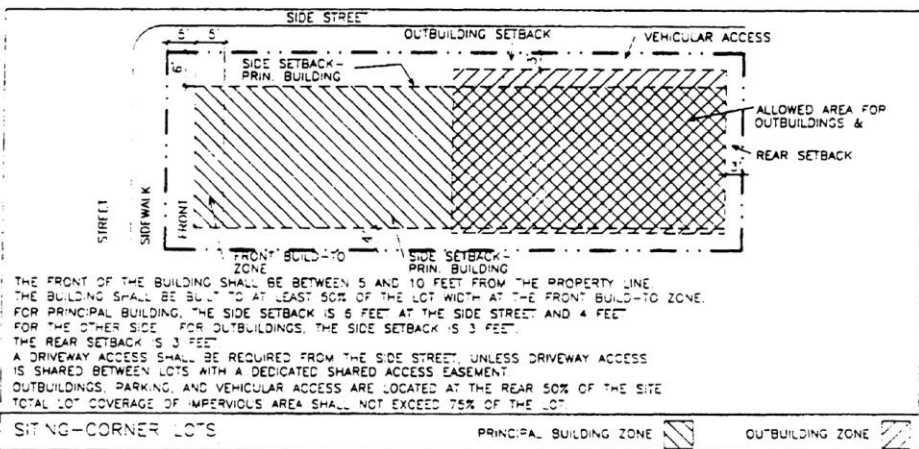 SIDE STREET
OUTBUILDING SETBACK
VEHICULAR ACCESS
5' 5'
6'
3'
SIDE SETBACK-
PRIN. BUILDING
ALLOWED AREA FOR
OUTBUILDINGS &
REAR SETBACK
3'
STREET
SIDEWALK
FRONT
4'
FRONT BUILD-TO
ZONE
SIDE SETBACK-
PRIN. BUILDING
THE FRONT OF THE BUILDING SHALL BE BETWEEN 5 AND 10 FEET FROM THE PROPERTY LINE.
THE BUILDING SHALL BE BUILT TO AT LEAST 50% OF THE LOT WIDTH AT THE FRONT BUILD-TO ZONE.
FOR PRINCIPAL BUILDING, THE SIDE SETBACK IS 6 FEET AT THE SIDE STREET AND 4 FEET
FOR THE OTHER SIDE FOR OUTBUILDINGS, THE SIDE SETBACK IS 3 FEET.
THE REAR SETBACK IS 3 FEET
A DRIVEWAY ACCESS SHALL BE REQUIRED FROM THE SIDE STREET, UNLESS DRIVEWAY ACCESS
IS SHARED BETWEEN LOTS WITH A DEDICATED SHARED ACCESS EASEMENT.
OUTBUILDINGS, PARKING, AND VEHICULAR ACCESS ARE LOCATED AT THE REAR 50% OF THE SITE
TOTAL LOT COVERAGE OF IMPERVIOUS AREA SHALL NOT EXCEED 75% OF THE LOT.
SITING-CORNER LOTS
PRINCIPAL BUILDING ZONE
OUTBUILDING ZONE